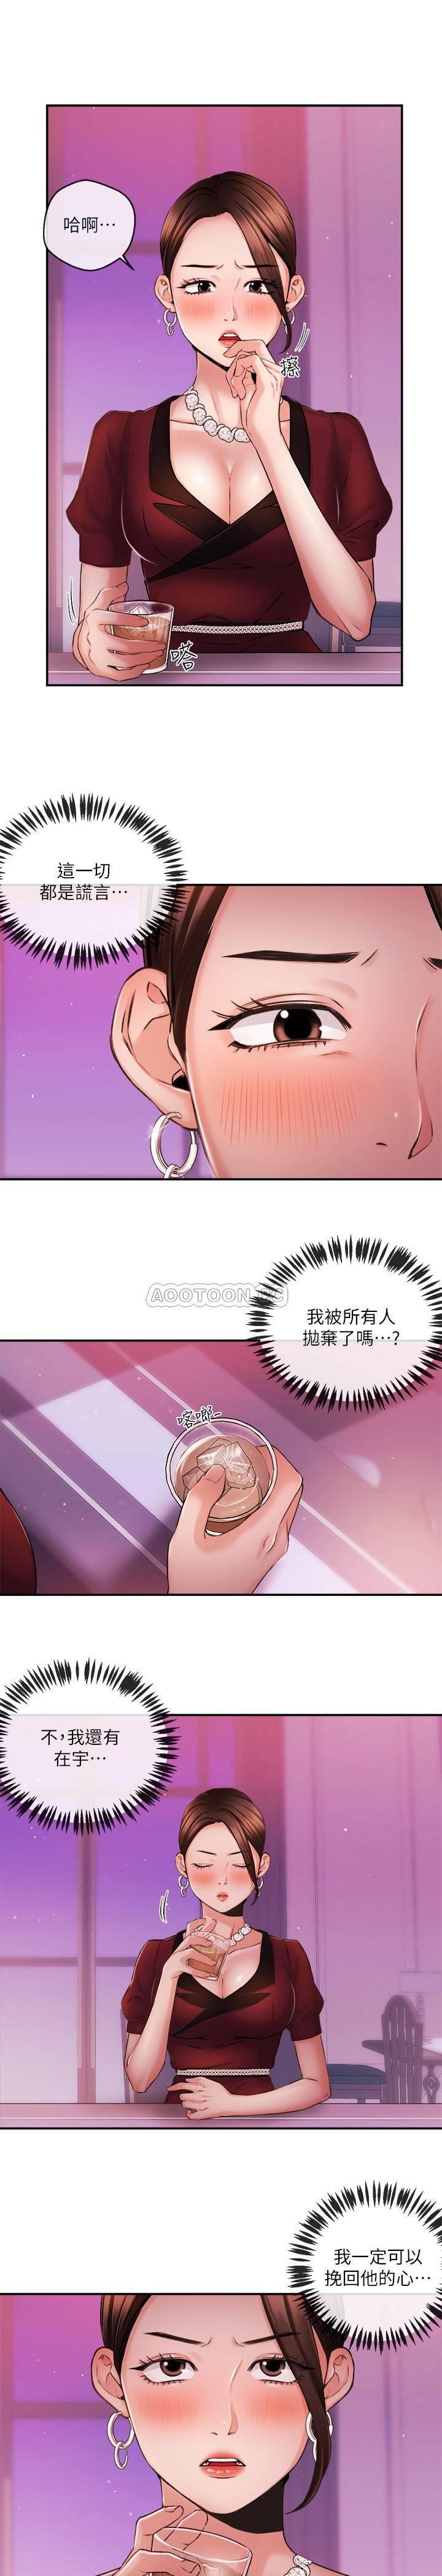 哈啊…
擦
嗒
這一切
都是謊言…
AOOTOON.CC
我被所有人
拋棄了嗎…?
喀啷-
不，我還有
在宇…
我一定可以
挽回他的心…